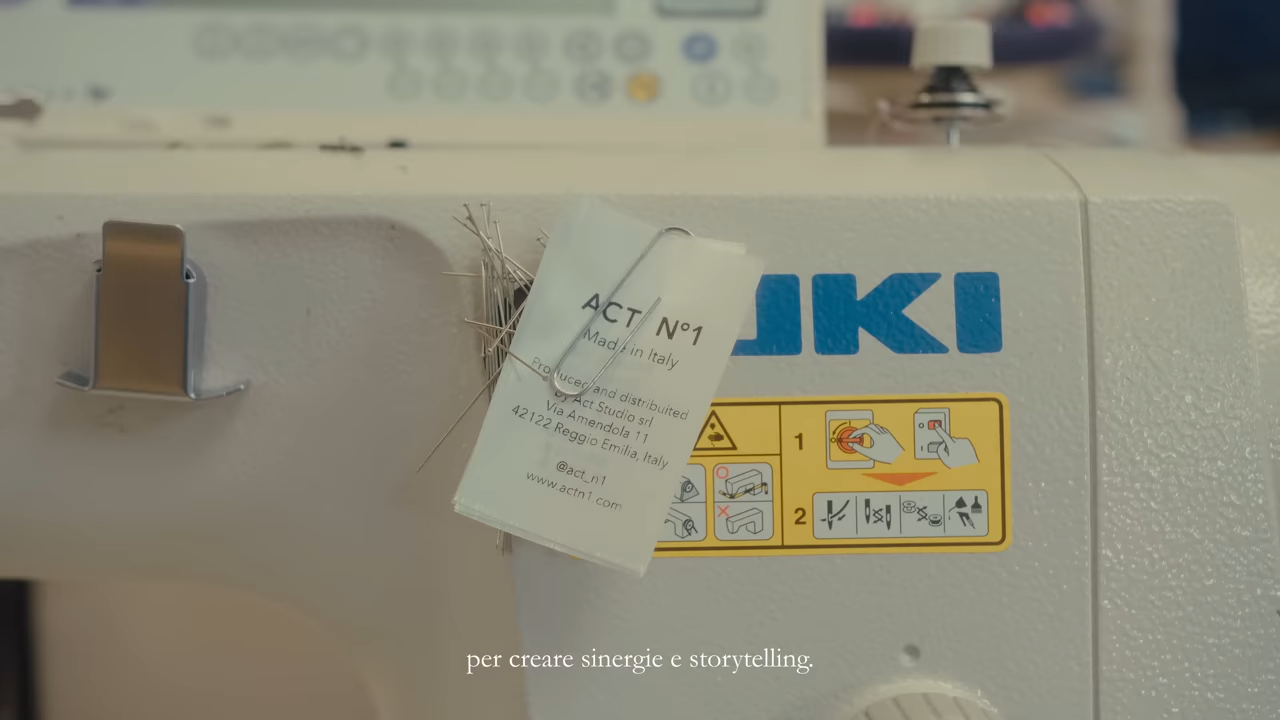 ACT N°1
Made in Italy
Produced and distribuited
by Act Studio srl
Via Amendola 11
42122 Reggio Emilia, Italy
@act_n1
www.actn1.com
UKI
1
2
per creare sinergie e storytelling.